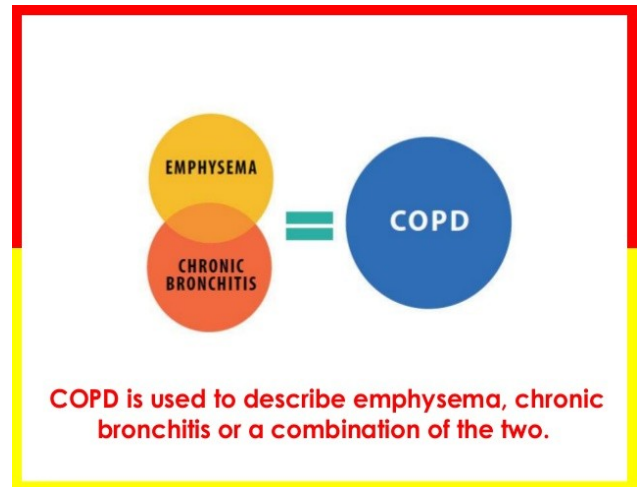 EMPHYSEMA
CHRONIC
BRONCHITIS
COPD
COPD is used to describe emphysema, chronic
bronchitis or a combination of the two.